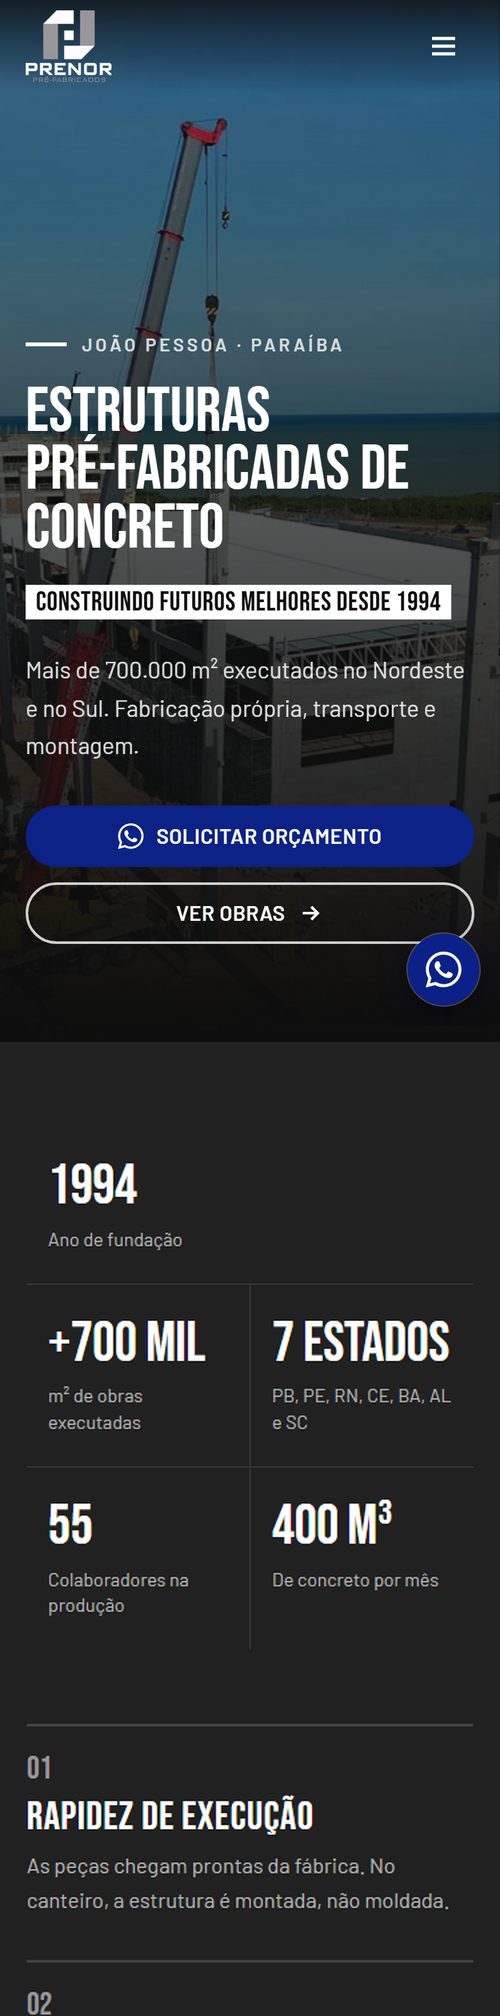 PRENOR
PRÉ-FABRICADOS
JOÃO PESSOA · PARAÍBA
ESTRUTURAS
PRÉ-FABRICADAS DE
CONCRETO
CONSTRUINDO FUTUROS MELHORES DESDE 1994
Mais de 700.000 m² executados no Nordeste
e no Sul. Fabricação própria, transporte e
montagem.
SOLICITAR ORÇAMENTO
VER OBRAS →
1994
Ano de fundação
+700 MIL
m² de obras
executadas
7 ESTADOS
PB, PE, RN, CE, BA, AL
e SC
55
Colaboradores na
produção
400 M³
De concreto por mês
01
RAPIDEZ DE EXECUÇÃO
As peças chegam prontas da fábrica. No
canteiro, a estrutura é montada, não moldada.
02